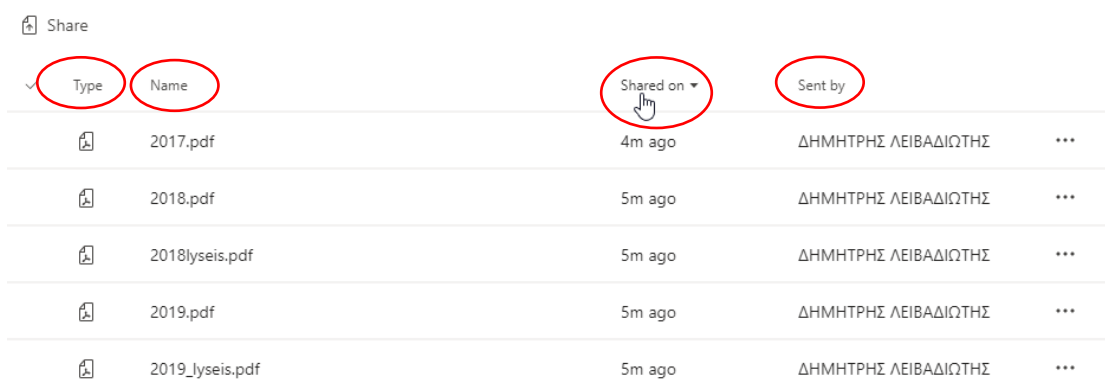 Share
Type Name Shared on Sent by
2017.pdf 4m ago ΔΗΜΗΤΡΗΣ ΛΕΙΒΑΔΙΩΤΗΣ
2018.pdf 5m ago ΔΗΜΗΤΡΗΣ ΛΕΙΒΑΔΙΩΤΗΣ
2018lyseis.pdf 5m ago ΔΗΜΗΤΡΗΣ ΛΕΙΒΑΔΙΩΤΗΣ
2019.pdf 5m ago ΔΗΜΗΤΡΗΣ ΛΕΙΒΑΔΙΩΤΗΣ
2019_lyseis.pdf 5m ago ΔΗΜΗΤΡΗΣ ΛΕΙΒΑΔΙΩΤΗΣ